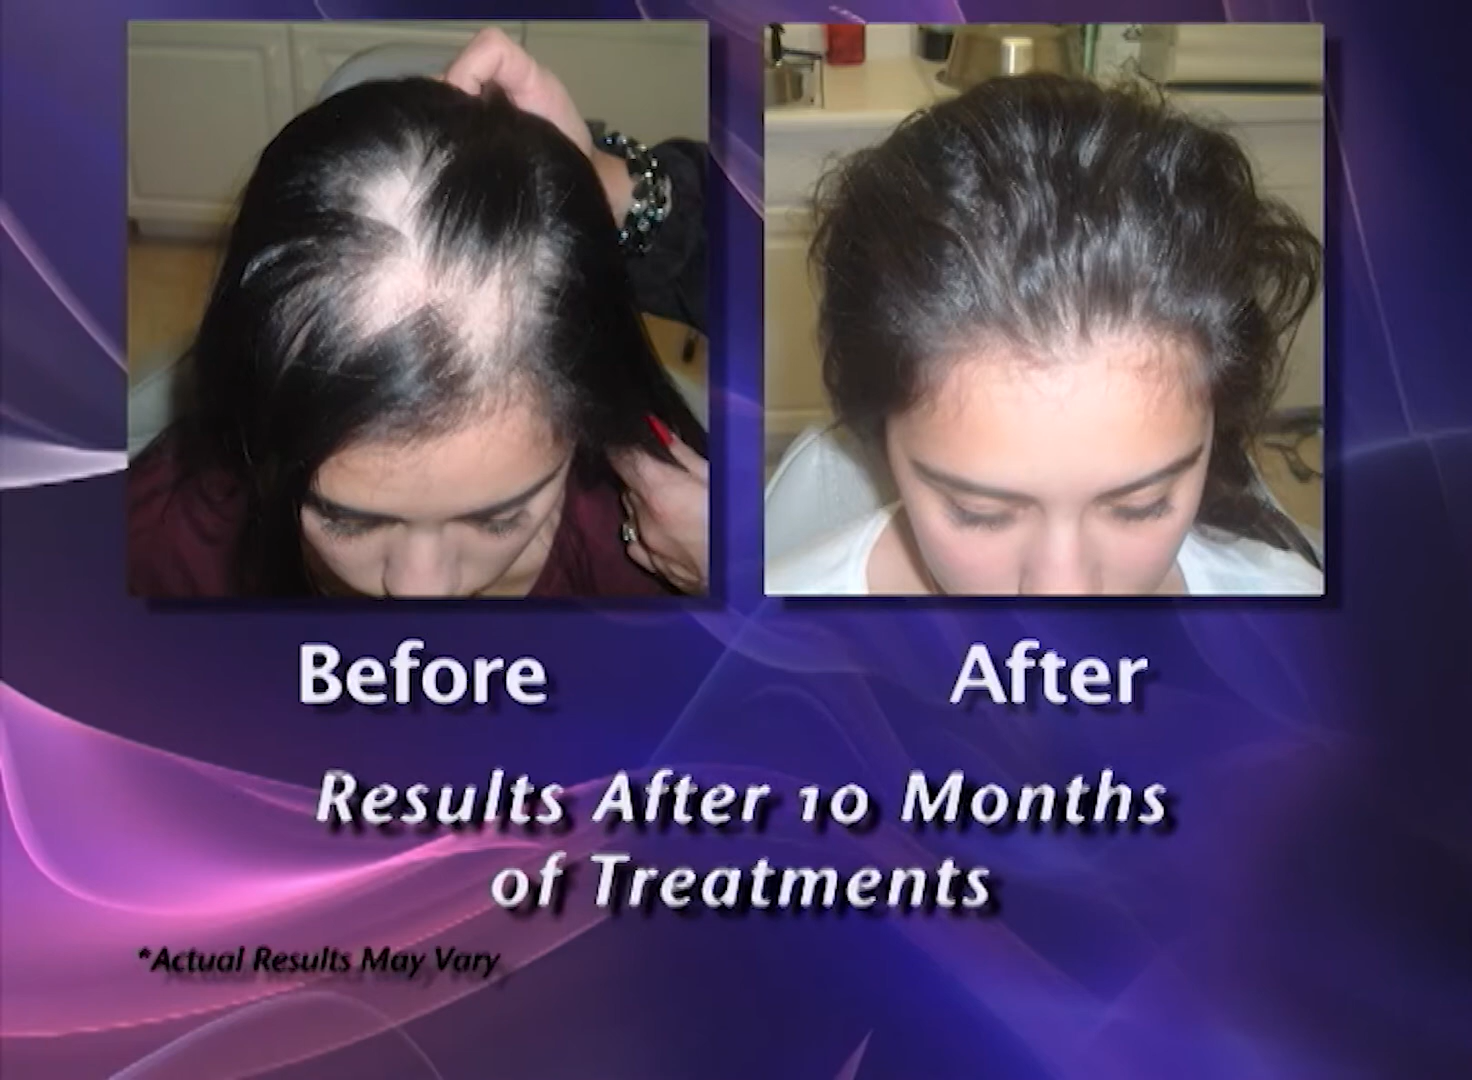 Before
After
Results After 10 Months
of Treatments
*Actual Results May Vary